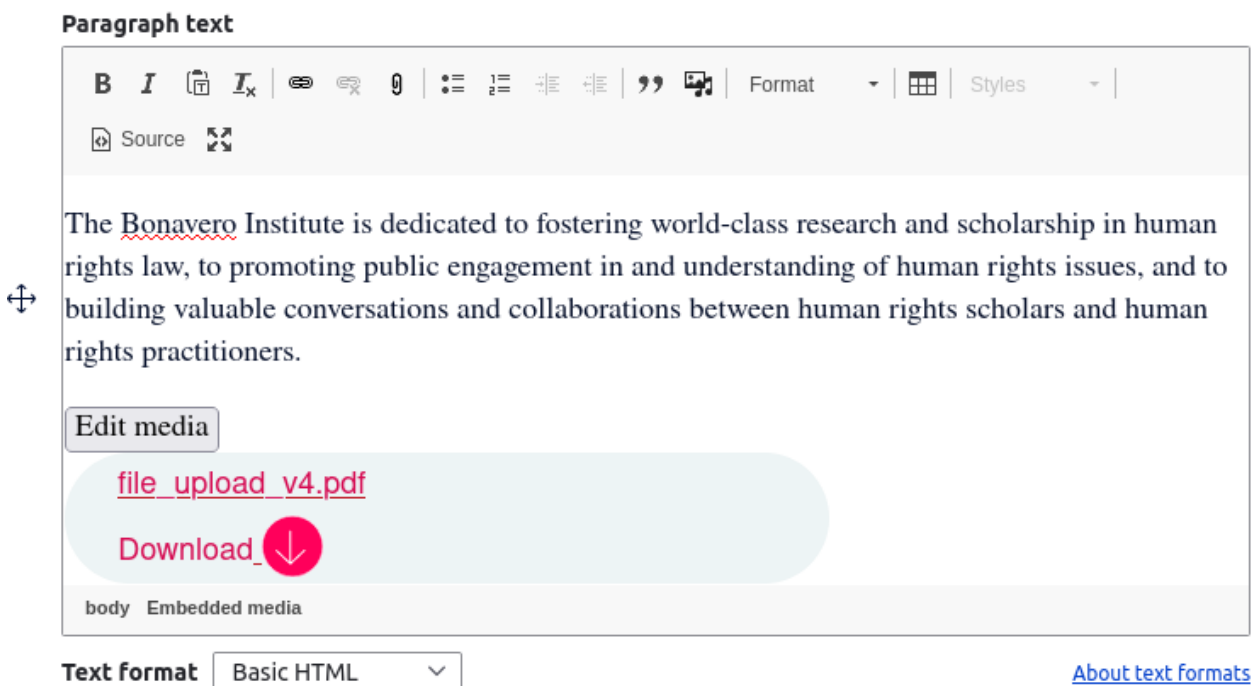 Paragraph text
B I T Tx Format Styles
Source
The Bonavero Institute is dedicated to fostering world-class research and scholarship in human
rights law, to promoting public engagement in and understanding of human rights issues, and to
building valuable conversations and collaborations between human rights scholars and human
rights practitioners.
Edit media
file_upload_v4.pdf
Download
body Embedded media
Text format Basic HTML About text formats